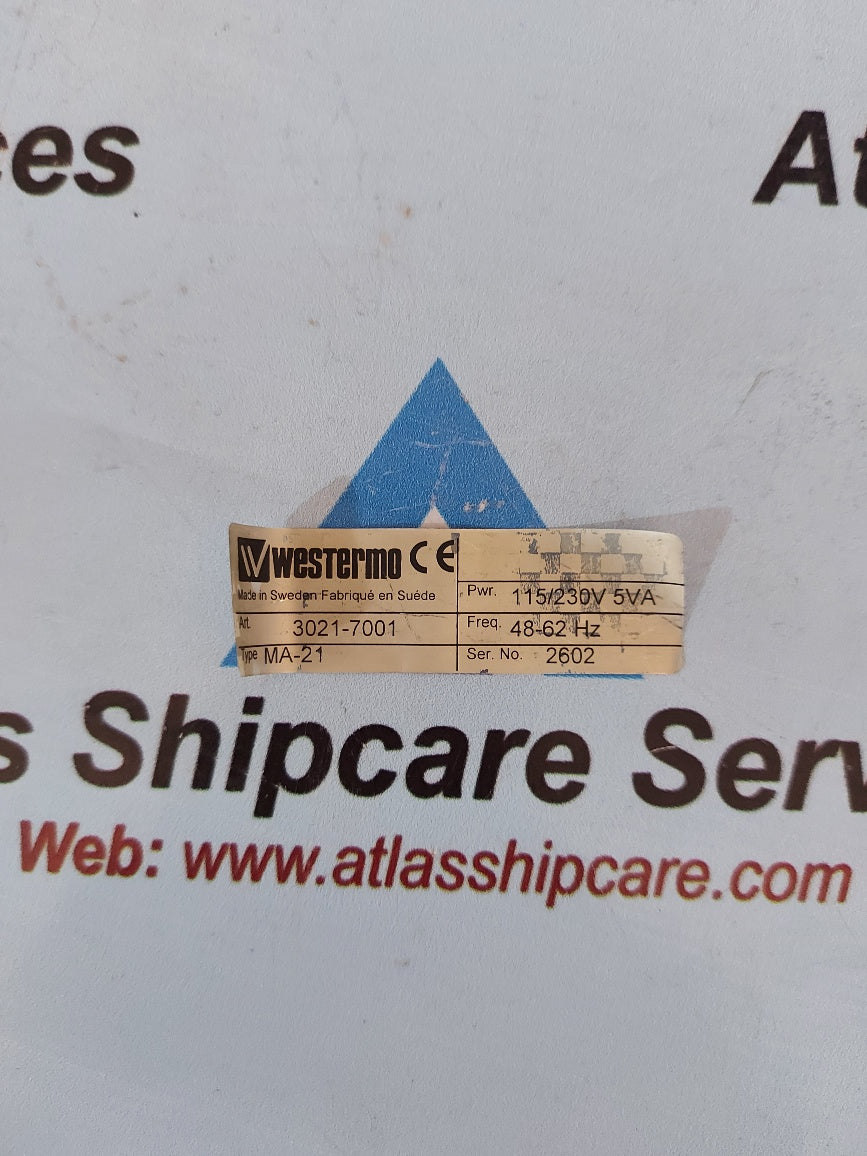 ces At
WESTERMO CE
Made in Sweden Fabriqué en Suéde
Pwr. 115/230V 5VA
Art. 3021-7001
Freq. 48-62 Hz
Type MA-21
Ser. No. 2602
s Shipcare Serv
Web: www.atlasshipcare.com